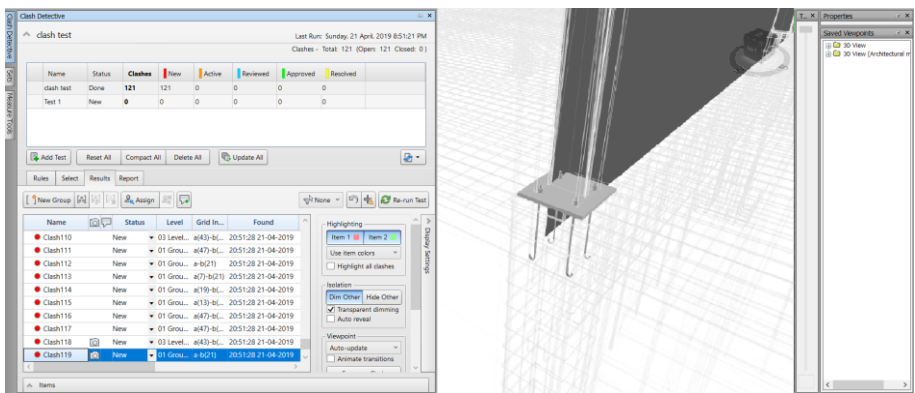 Clash Detective
clash test
Last Run: Sunday, 21 April, 2019 8:51:21 PM
Clashes - Total: 121 (Open: 121 Closed: 0)
Name Status Clashes New Active Reviewed Approved Resolved
clash test Done 121 121 0 0 0 0
Test 1 New 0 0 0 0 0 0
Add Test Reset All Compact All Delete All Update All
Rules Select Results Report
New Group Assign None Re-run Test
Name Status Level Grid In... Found
Clash110 New 03 Level... a(43)-b(... 20:51:28 21-04-2019
Clash111 New 01 Grou... a(47)-b(... 20:51:28 21-04-2019
Clash112 New 01 Grou... a-b(21) 20:51:28 21-04-2019
Clash113 New 01 Grou... a(7)-b(21) 20:51:28 21-04-2019
Clash114 New 01 Grou... a(19)-b(... 20:51:28 21-04-2019
Clash115 New 01 Grou... a(13)-b(... 20:51:28 21-04-2019
Clash116 New 01 Grou... a(47)-b(... 20:51:28 21-04-2019
Clash117 New 01 Grou... a(47)-b(... 20:51:28 21-04-2019
Clash118 New 03 Level... a(43)-b(... 20:51:28 21-04-2019
Clash119 New 01 Grou... a-b(21) 20:51:28 21-04-2019
Highlighting
Item 1 Item 2
Use item colors
Highlight all clashes
Isolation
Dim Other Hide Other
Transparent dimming
Auto reveal
Viewpoint
Auto-update
Animate transitions
Display Settings
Items
Clash Detective
Sets
Measure Tools
T...
Properties
Saved Viewpoints
3D View
3D View (Architectural m